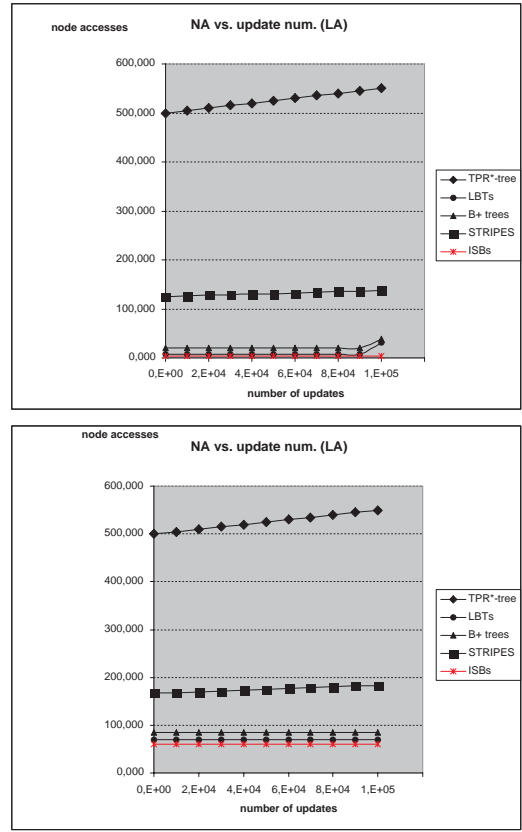 node accesses
NA vs. update num. (LA)
600,000
500,000
400,000
300,000
200,000
100,000
0,000
0,E+00 2,E+04 4,E+04 6,E+04 8,E+04 1,E+05
number of updates
TPR*-tree
LBTs
B+ trees
STRIPES
ISBs
node accesses
NA vs. update num. (LA)
600,000
500,000
400,000
300,000
200,000
100,000
0,000
0,E+00 2,E+04 4,E+04 6,E+04 8,E+04 1,E+05
number of updates
TPR*-tree
LBTs
B+ trees
STRIPES
ISBs